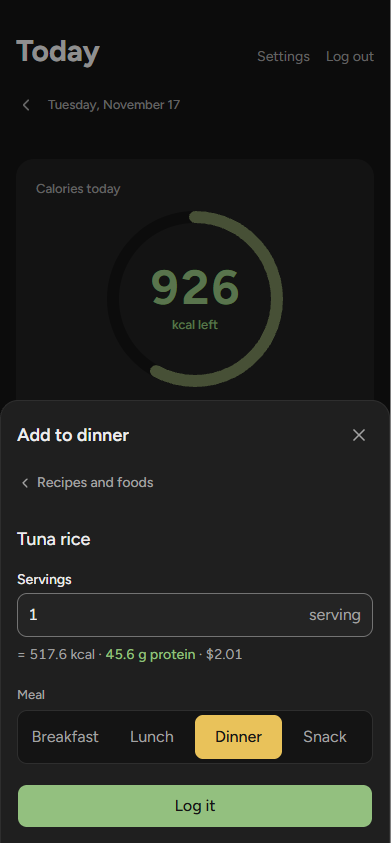 Today
Settings Log out
Tuesday, November 17
Calories today
926
kcal left
Add to dinner
Recipes and foods
Tuna rice
Servings
1 serving
= 517.6 kcal · 45.6 g protein · $2.01
Meal
Breakfast Lunch Dinner Snack
Log it